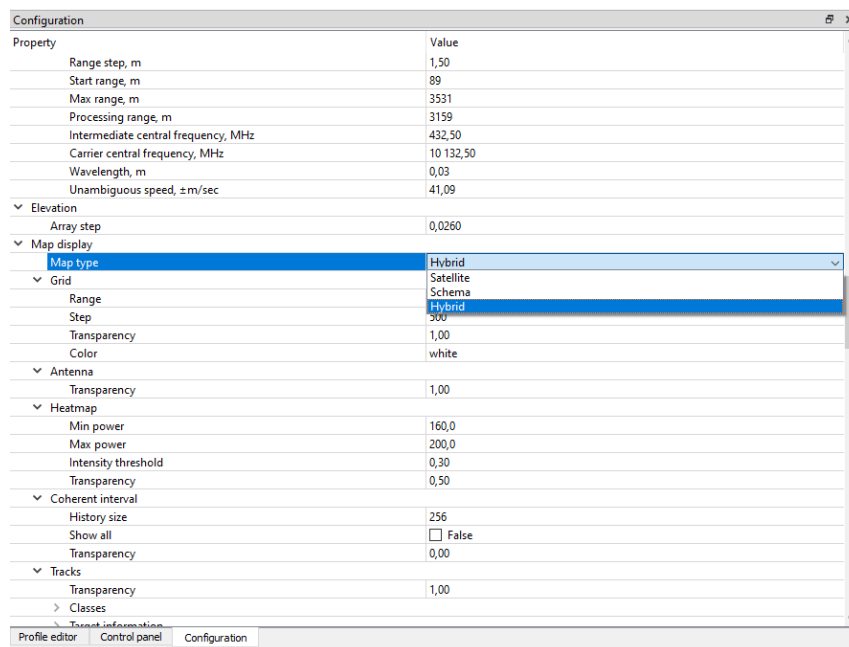 Configuration
Property Value
Range step, m 1,50
Start range, m 89
Max range, m 3531
Processing range, m 3159
Intermediate central frequency, MHz 432,50
Carrier central frequency, MHz 10 132,50
Wavelength, m 0,03
Unambiguous speed, ±m/sec 41,09
Elevation
Array step 0,0260
Map display
Map type Hybrid
Grid Satellite
Schema
Range Hybrid
Step 500
Transparency 1,00
Color white
Antenna
Transparency 1,00
Heatmap
Min power 160,0
Max power 200,0
Intensity threshold 0,30
Transparency 0,50
Coherent interval
History size 256
Show all False
Transparency 0,00
Tracks
Transparency 1,00
Classes
Target information
Profile editor Control panel Configuration